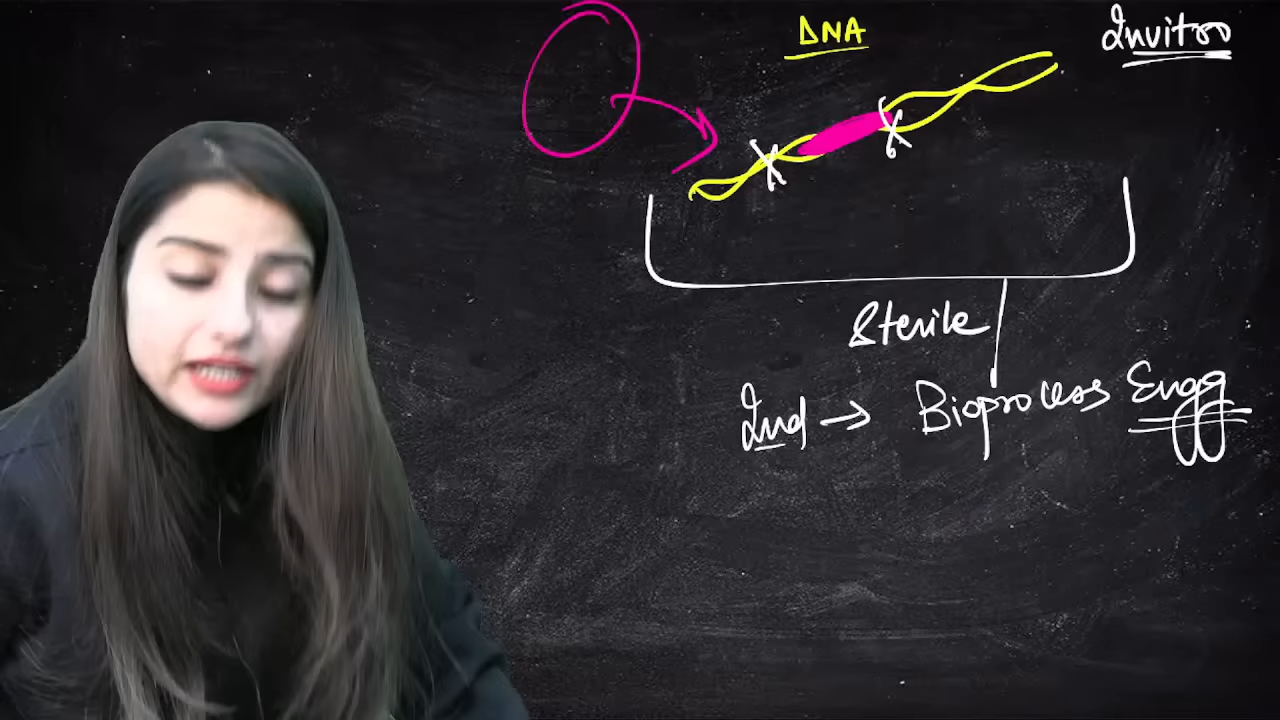 DNA
Invitro
Sterile
Ind → Bioprocess Engg